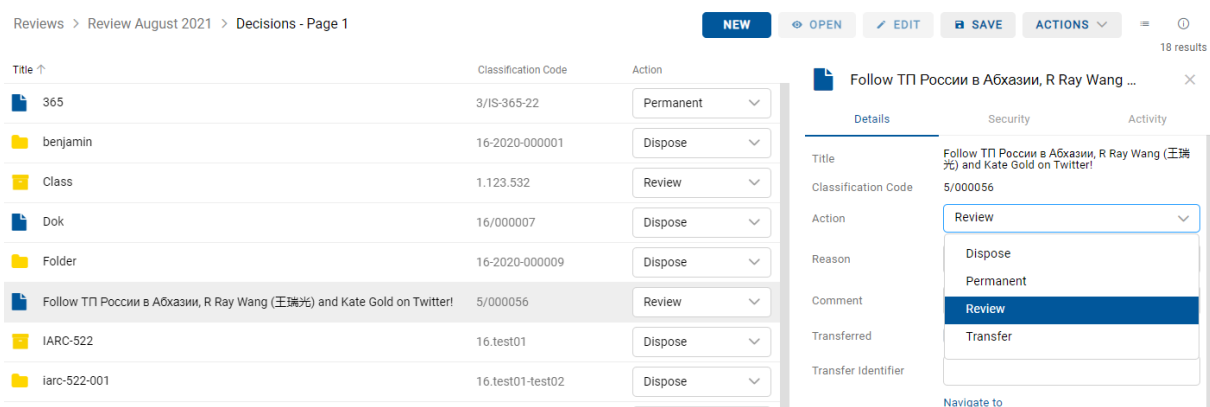 Reviews > Review August 2021 > Decisions - Page 1
NEW
OPEN
EDIT
SAVE
ACTIONS
18 results
Title ↑ Classification Code Action
365 3/IS-365-22 Permanent
benjamin 16-2020-000001 Dispose
Class 1.123.532 Review
Dok 16/000007 Dispose
Folder 16-2020-000009 Dispose
Follow ТП России в Абхазии, R Ray Wang (王瑞光) and Kate Gold on Twitter! 5/000056 Review
IARC-522 16.test01 Dispose
iarc-522-001 16.test01-test02 Dispose
Follow ТП России в Абхазии, R Ray Wang ...
Details Security Activity
Title Follow ТП России в Абхазии, R Ray Wang (王瑞
光) and Kate Gold on Twitter!
Classification Code 5/000056
Action Review
Dispose
Reason
Permanent
Comment
Review
Transferred
Transfer
Transfer Identifier
Navigate to